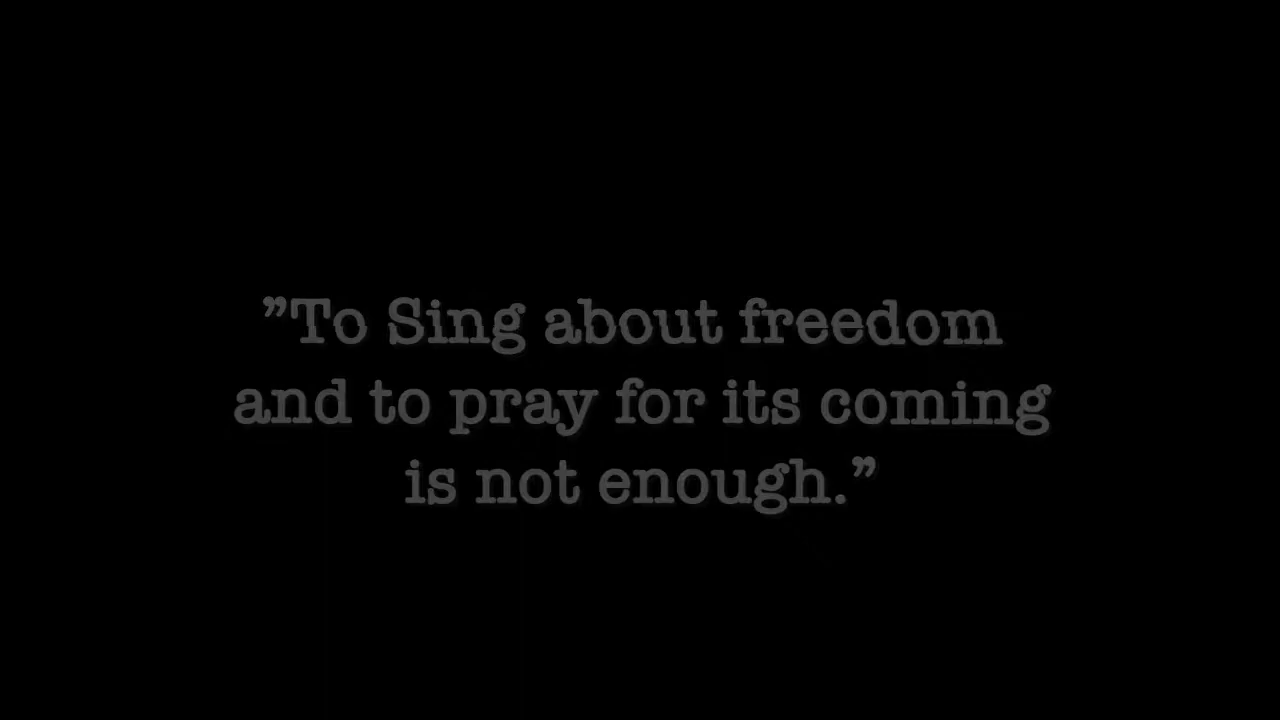 ”To Sing about freedom
and to pray for its coming
is not enough.”